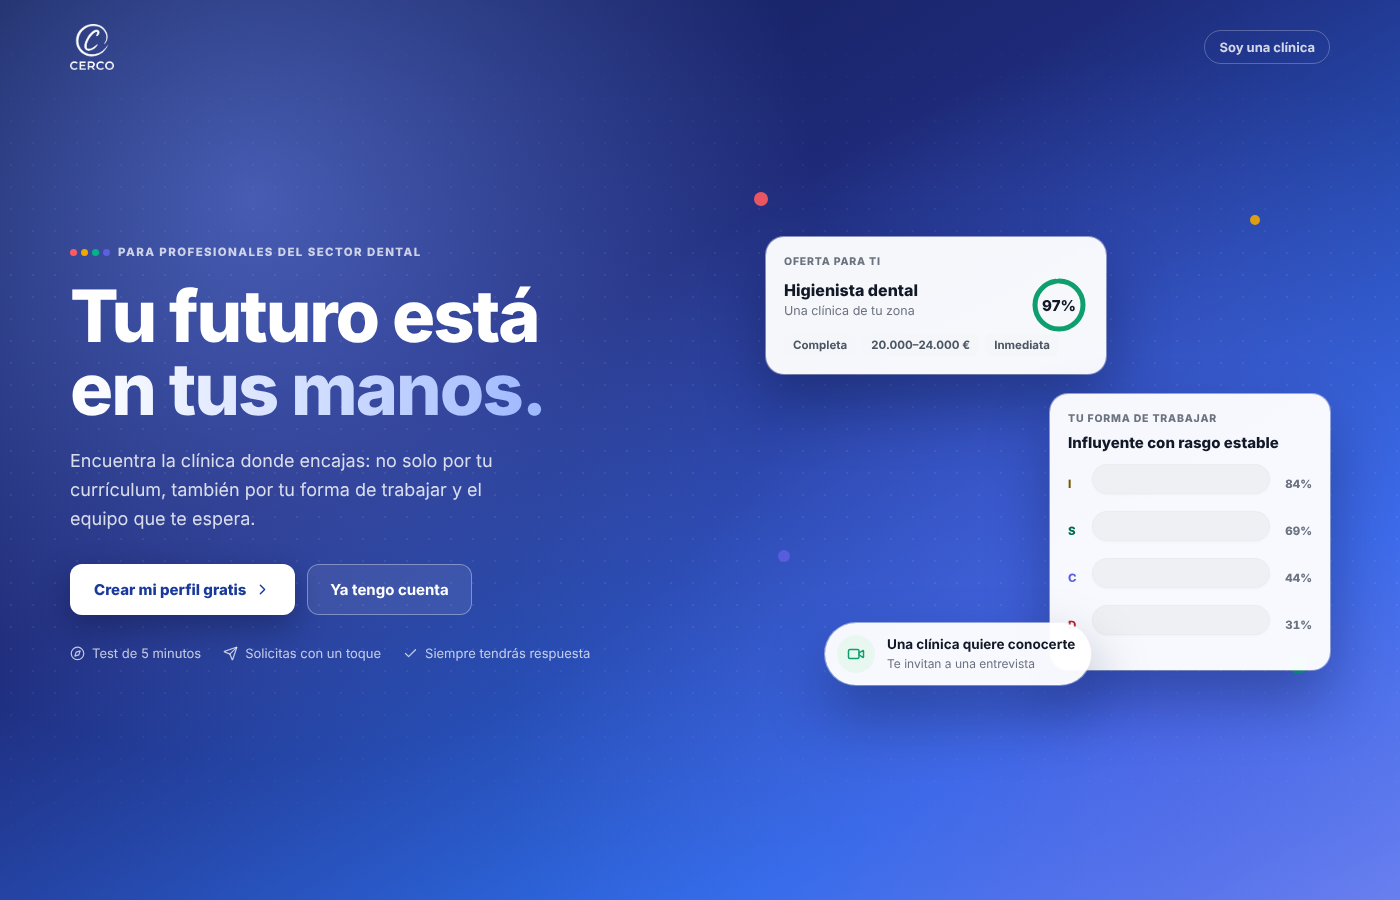 CERCO
Soy una clínica
PARA PROFESIONALES DEL SECTOR DENTAL
Tu futuro está
en tus manos.
Encuentra la clínica donde encajas: no solo por tu
currículum, también por tu forma de trabajar y el
equipo que te espera.
Crear mi perfil gratis
Ya tengo cuenta
Test de 5 minutos
Solicitas con un toque
Siempre tendrás respuesta
OFERTA PARA TI
Higienista dental
Una clínica de tu zona
97%
Completa
20.000–24.000 €
Inmediata
TU FORMA DE TRABAJAR
Influyente con rasgo estable
I 84%
S 69%
C 44%
D 31%
Una clínica quiere conocerte
Te invitan a una entrevista